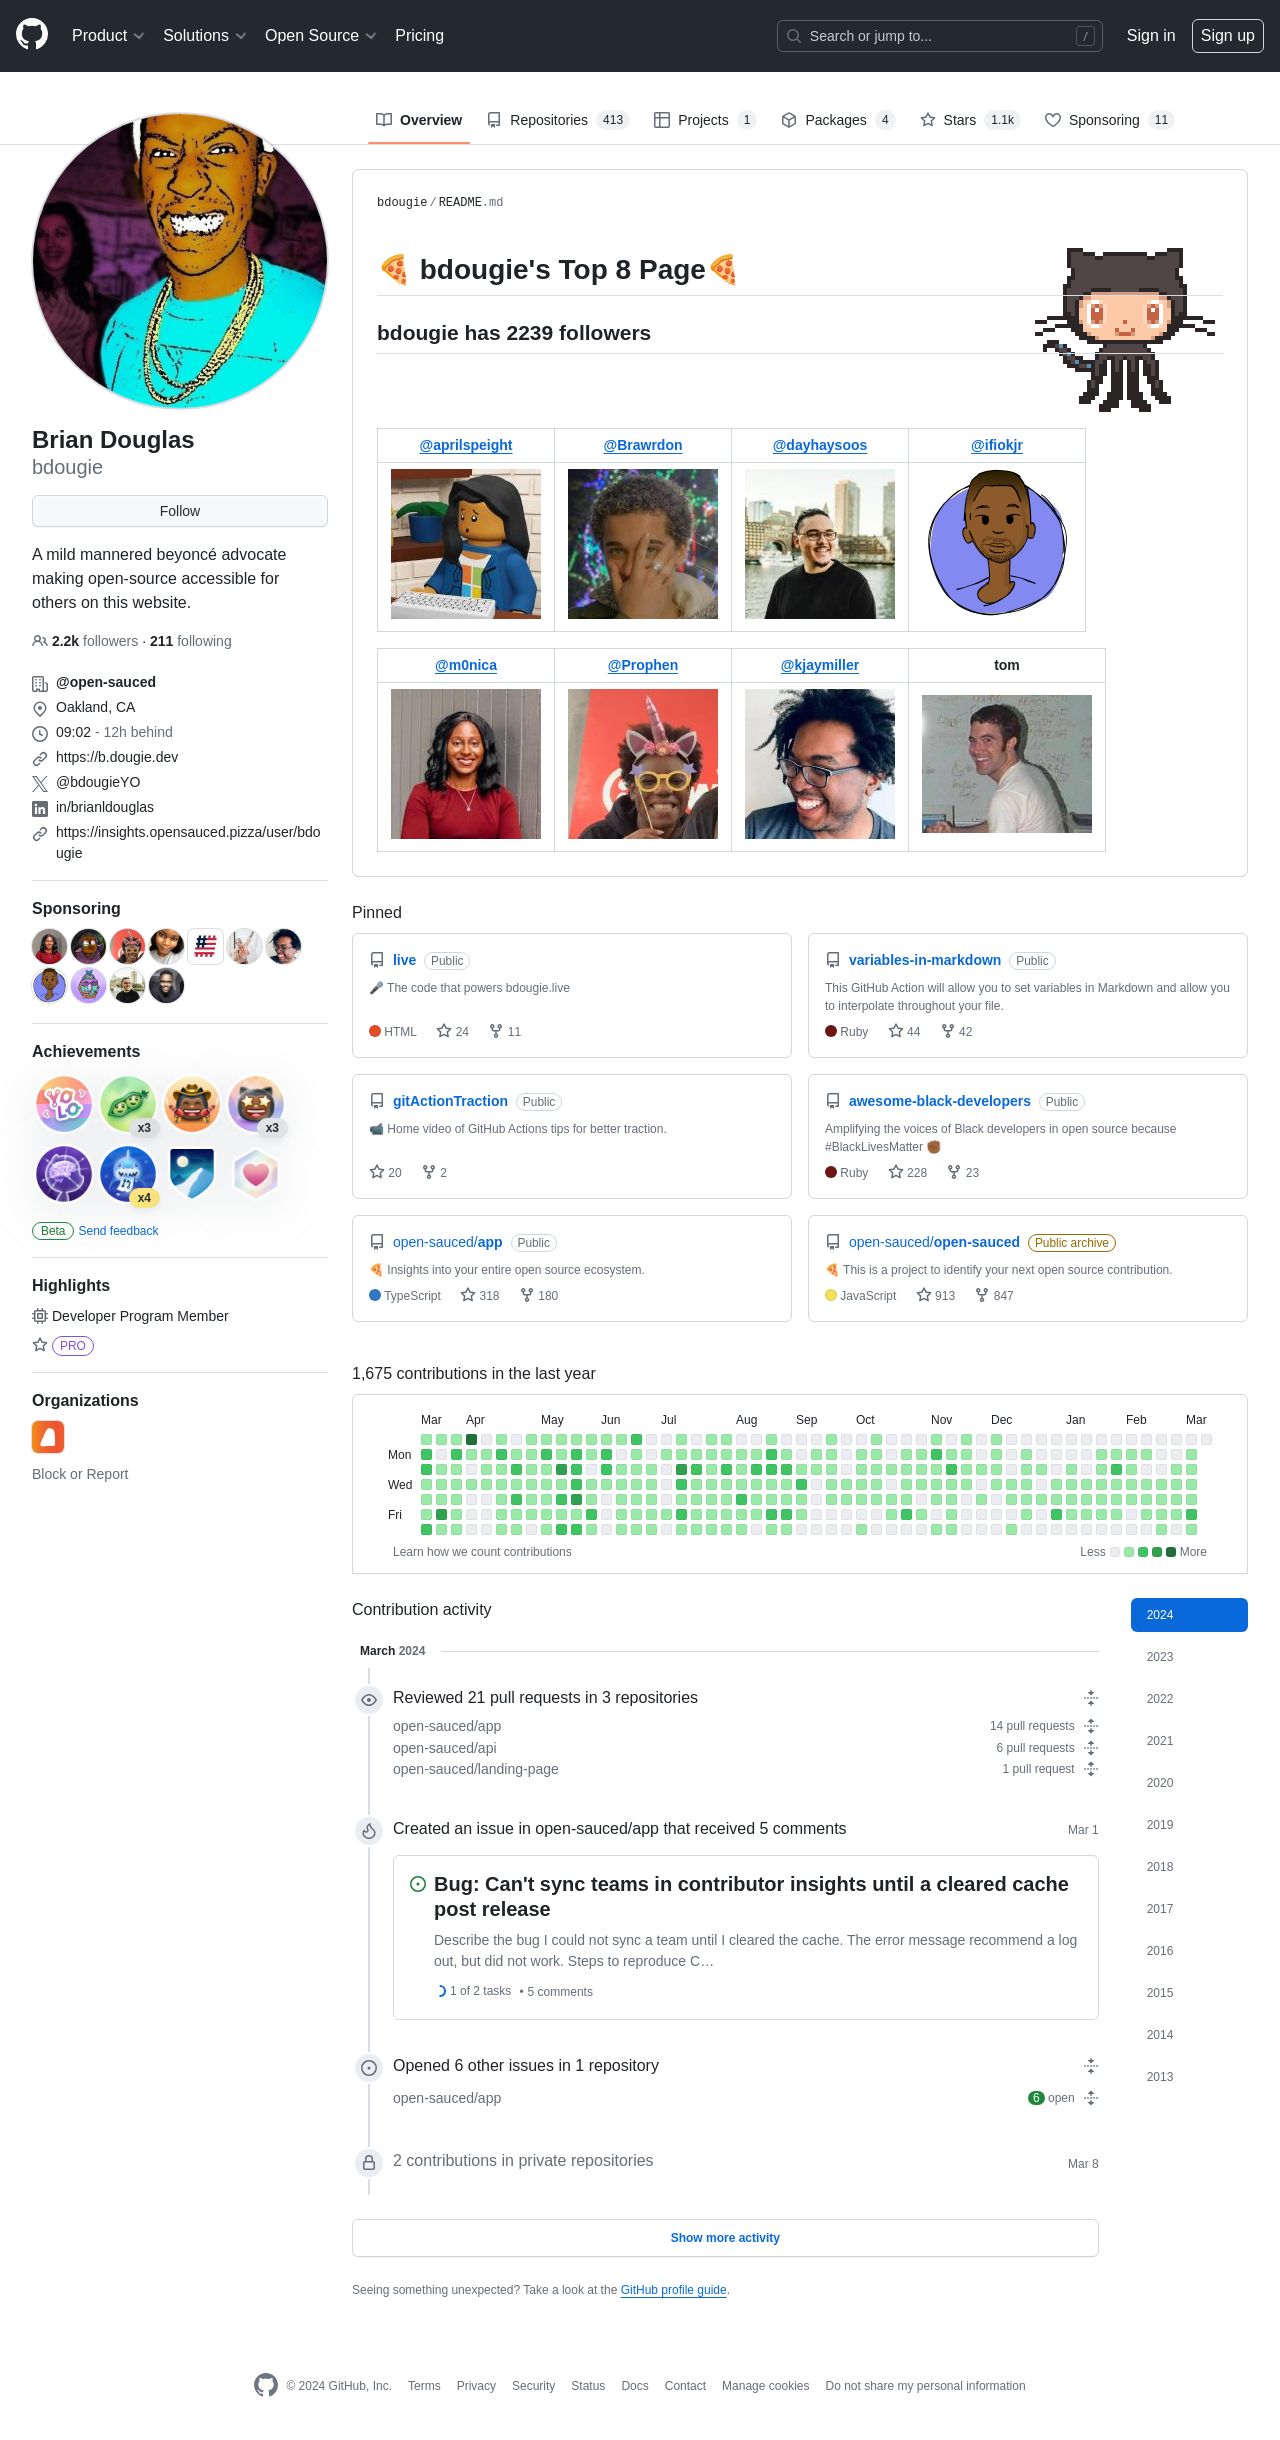 Product Solutions Open Source Pricing Search or jump to... / Sign in Sign up
Overview Repositories 413 Projects 1 Packages 4 Stars 1.1k Sponsoring 11
Brian Douglas
bdougie
Follow
A mild mannered beyoncé advocate
making open-source accessible for
others on this website.
2.2k followers · 211 following
@open-sauced
Oakland, CA
09:02 - 12h behind
https://b.dougie.dev
@bdougieYO
in/brianldouglas
https://insights.opensauced.pizza/user/bdo
ugie
Sponsoring
Achievements
YOLO
x3
x3
x4
Beta Send feedback
Highlights
Developer Program Member
PRO
Organizations
Block or Report
bdougie/README.md
🍕 bdougie's Top 8 Page🍕
bdougie has 2239 followers
@aprilspeight @Brawrdon @dayhaysoos @ifiokjr
@m0nica @Prophen @kjaymiller tom
Pinned
live Public
🎤 The code that powers bdougie.live
HTML 24 11
variables-in-markdown Public
This GitHub Action will allow you to set variables in Markdown and allow you
to interpolate throughout your file.
Ruby 44 42
gitActionTraction Public
📹 Home video of GitHub Actions tips for better traction.
20 2
awesome-black-developers Public
Amplifying the voices of Black developers in open source because
#BlackLivesMatter ✊🏾
Ruby 228 23
open-sauced/app Public
🍕 Insights into your entire open source ecosystem.
TypeScript 318 180
open-sauced/open-sauced Public archive
🍕 This is a project to identify your next open source contribution.
JavaScript 913 847
1,675 contributions in the last year
Mar Apr May Jun Jul Aug Sep Oct Nov Dec Jan Feb Mar
Mon
Wed
Fri
Learn how we count contributions Less More
Contribution activity
March 2024
Reviewed 21 pull requests in 3 repositories
open-sauced/app 14 pull requests
open-sauced/api 6 pull requests
open-sauced/landing-page 1 pull request
Created an issue in open-sauced/app that received 5 comments Mar 1
Bug: Can't sync teams in contributor insights until a cleared cache
post release
Describe the bug I could not sync a team until I cleared the cache. The error message recommend a log
out, but did not work. Steps to reproduce C…
1 of 2 tasks • 5 comments
Opened 6 other issues in 1 repository
open-sauced/app 6 open
2 contributions in private repositories Mar 8
Show more activity
Seeing something unexpected? Take a look at the GitHub profile guide.
2024
2023
2022
2021
2020
2019
2018
2017
2016
2015
2014
2013
© 2024 GitHub, Inc. Terms Privacy Security Status Docs Contact Manage cookies Do not share my personal information